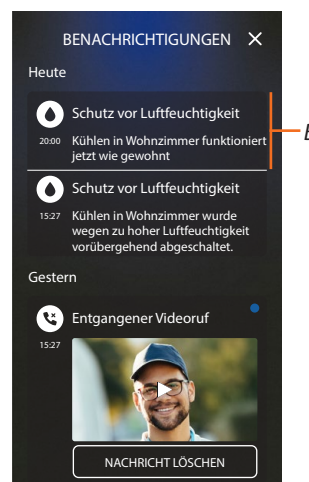 BENACHRICHTIGUNGEN
Heute
Schutz vor Luftfeuchtigkeit
20:00 Kühlen in Wohnzimmer funktioniert
jetzt wie gewohnt
Schutz vor Luftfeuchtigkeit
15:27 Kühlen in Wohnzimmer wurde
wegen zu hoher Luftfeuchtigkeit
vorübergehend abgeschaltet.
Gestern
Entgangener Videoruf
15:27
NACHRICHT LÖSCHEN